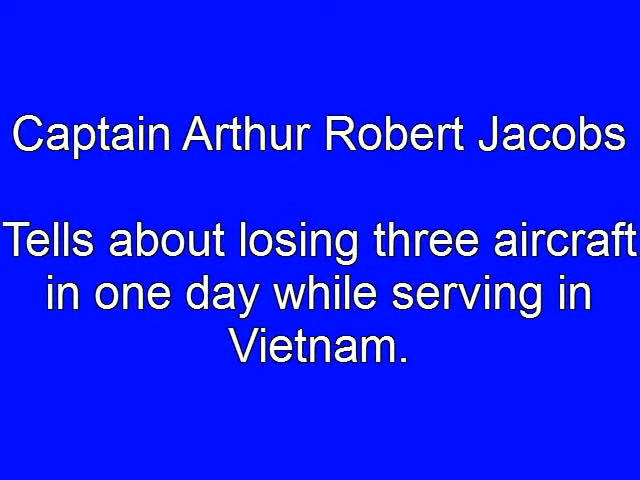 Captain Arthur Robert Jacobs
Tells about losing three aircraft
in one day while serving in
Vietnam.